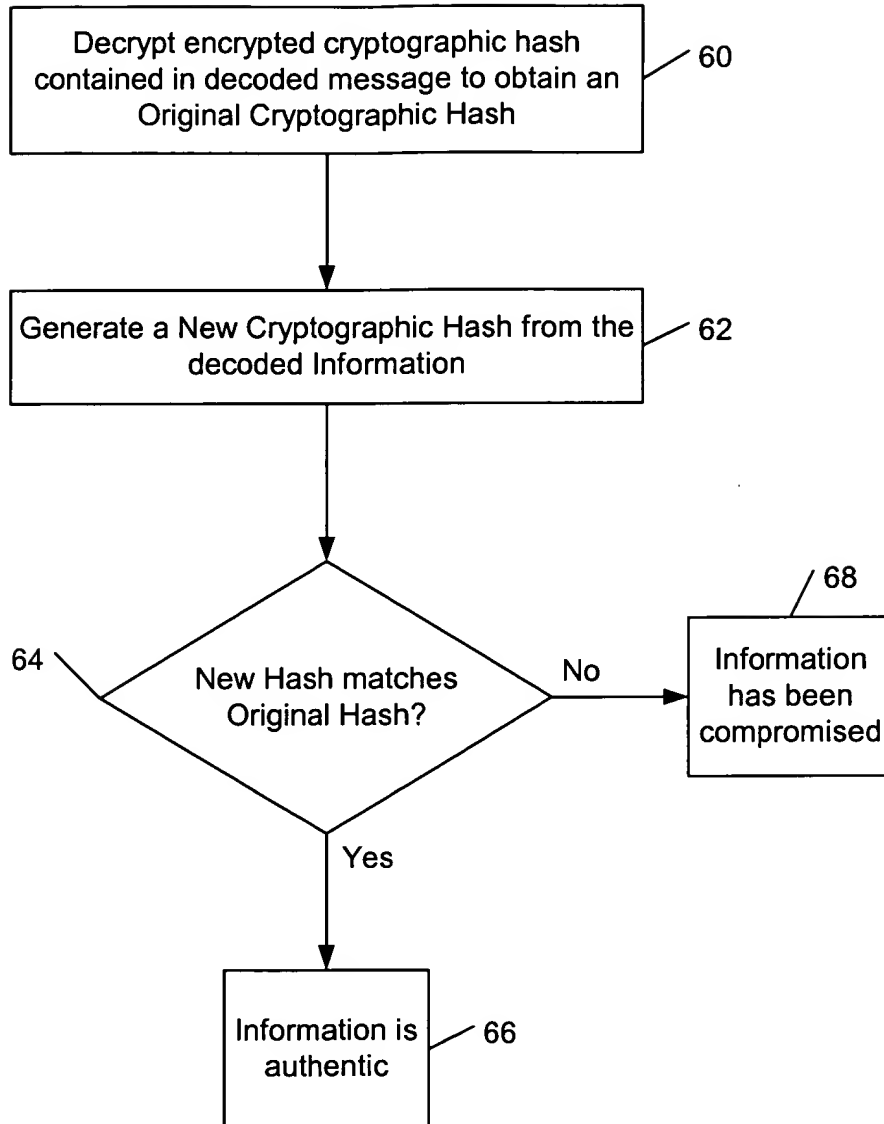 Decrypt encrypted cryptographic hash
contained in decoded message to obtain an
Original Cryptographic Hash
60
Generate a New Cryptographic Hash from the
decoded Information
62
64
New Hash matches
Original Hash?
No
68
Information
has been
compromised
Yes
Information is
authentic
66